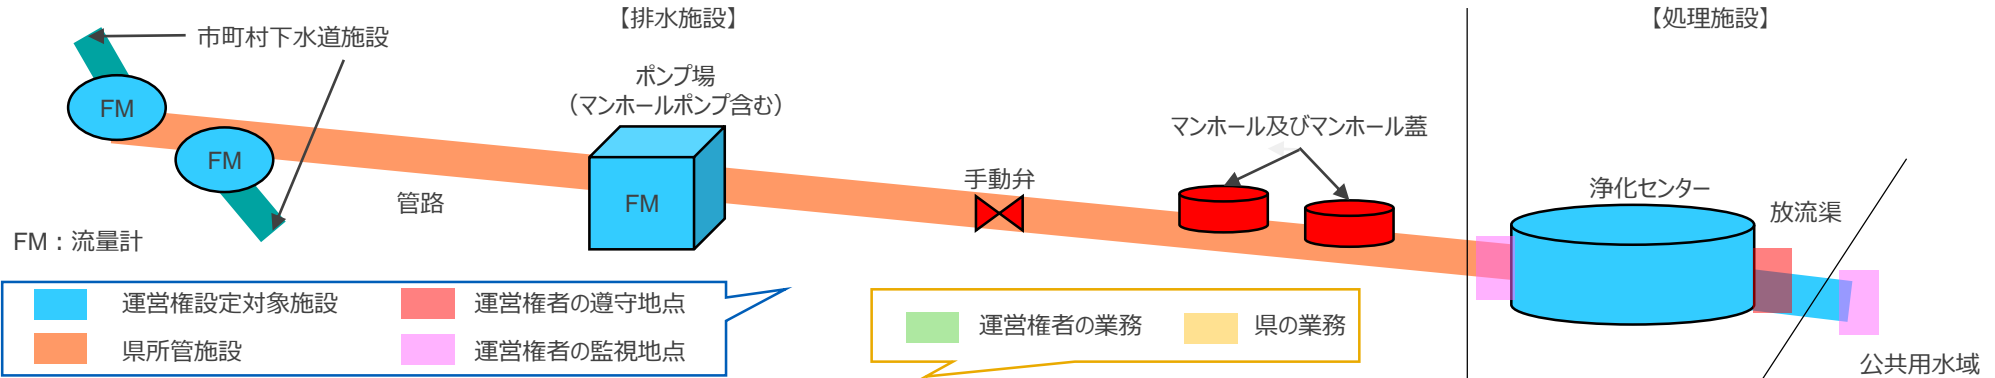 【排水施設】
【処理施設】
市町村下水道施設
ポンプ場
（マンホールポンプ含む）
FM
FM
FM
マンホール及びマンホール蓋
手動弁
浄化センター
管路
放流渠
FM：流量計
運営権設定対象施設
運営権者の遵守地点
県所管施設
運営権者の監視地点
運営権者の業務
県の業務
公共用水域